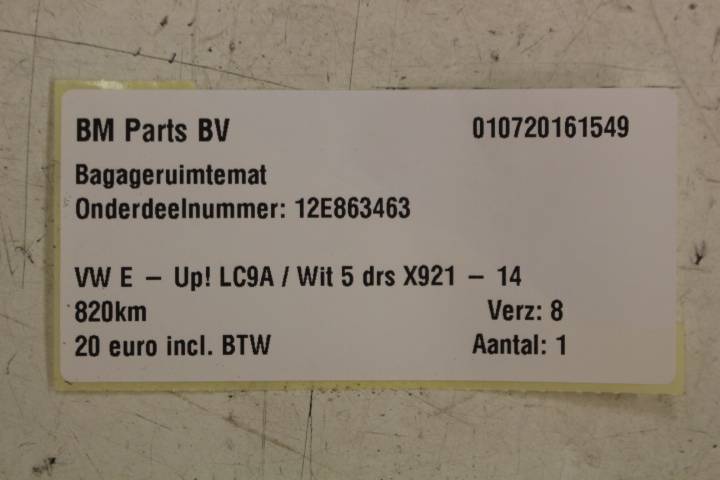 BM Parts BV 010720161549
Bagageruimtemat
Onderdeelnummer: 12E863463
VW E – Up! LC9A / Wit 5 drs X921 – 14
820km Verz: 8
20 euro incl. BTW Aantal: 1